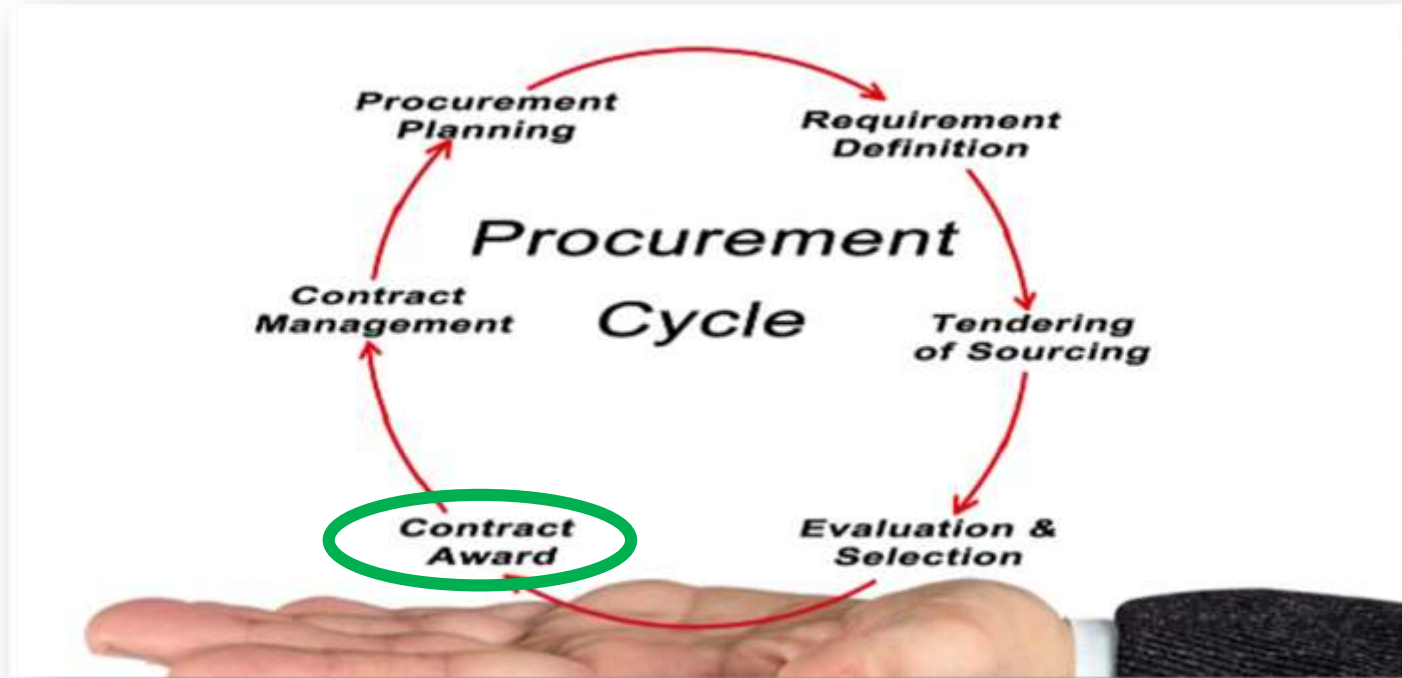 Procurement
Planning
Requirement
Definition
Procurement
Cycle
Contract
Management
Tendering
of Sourcing
Contract
Award
Evaluation &
Selection